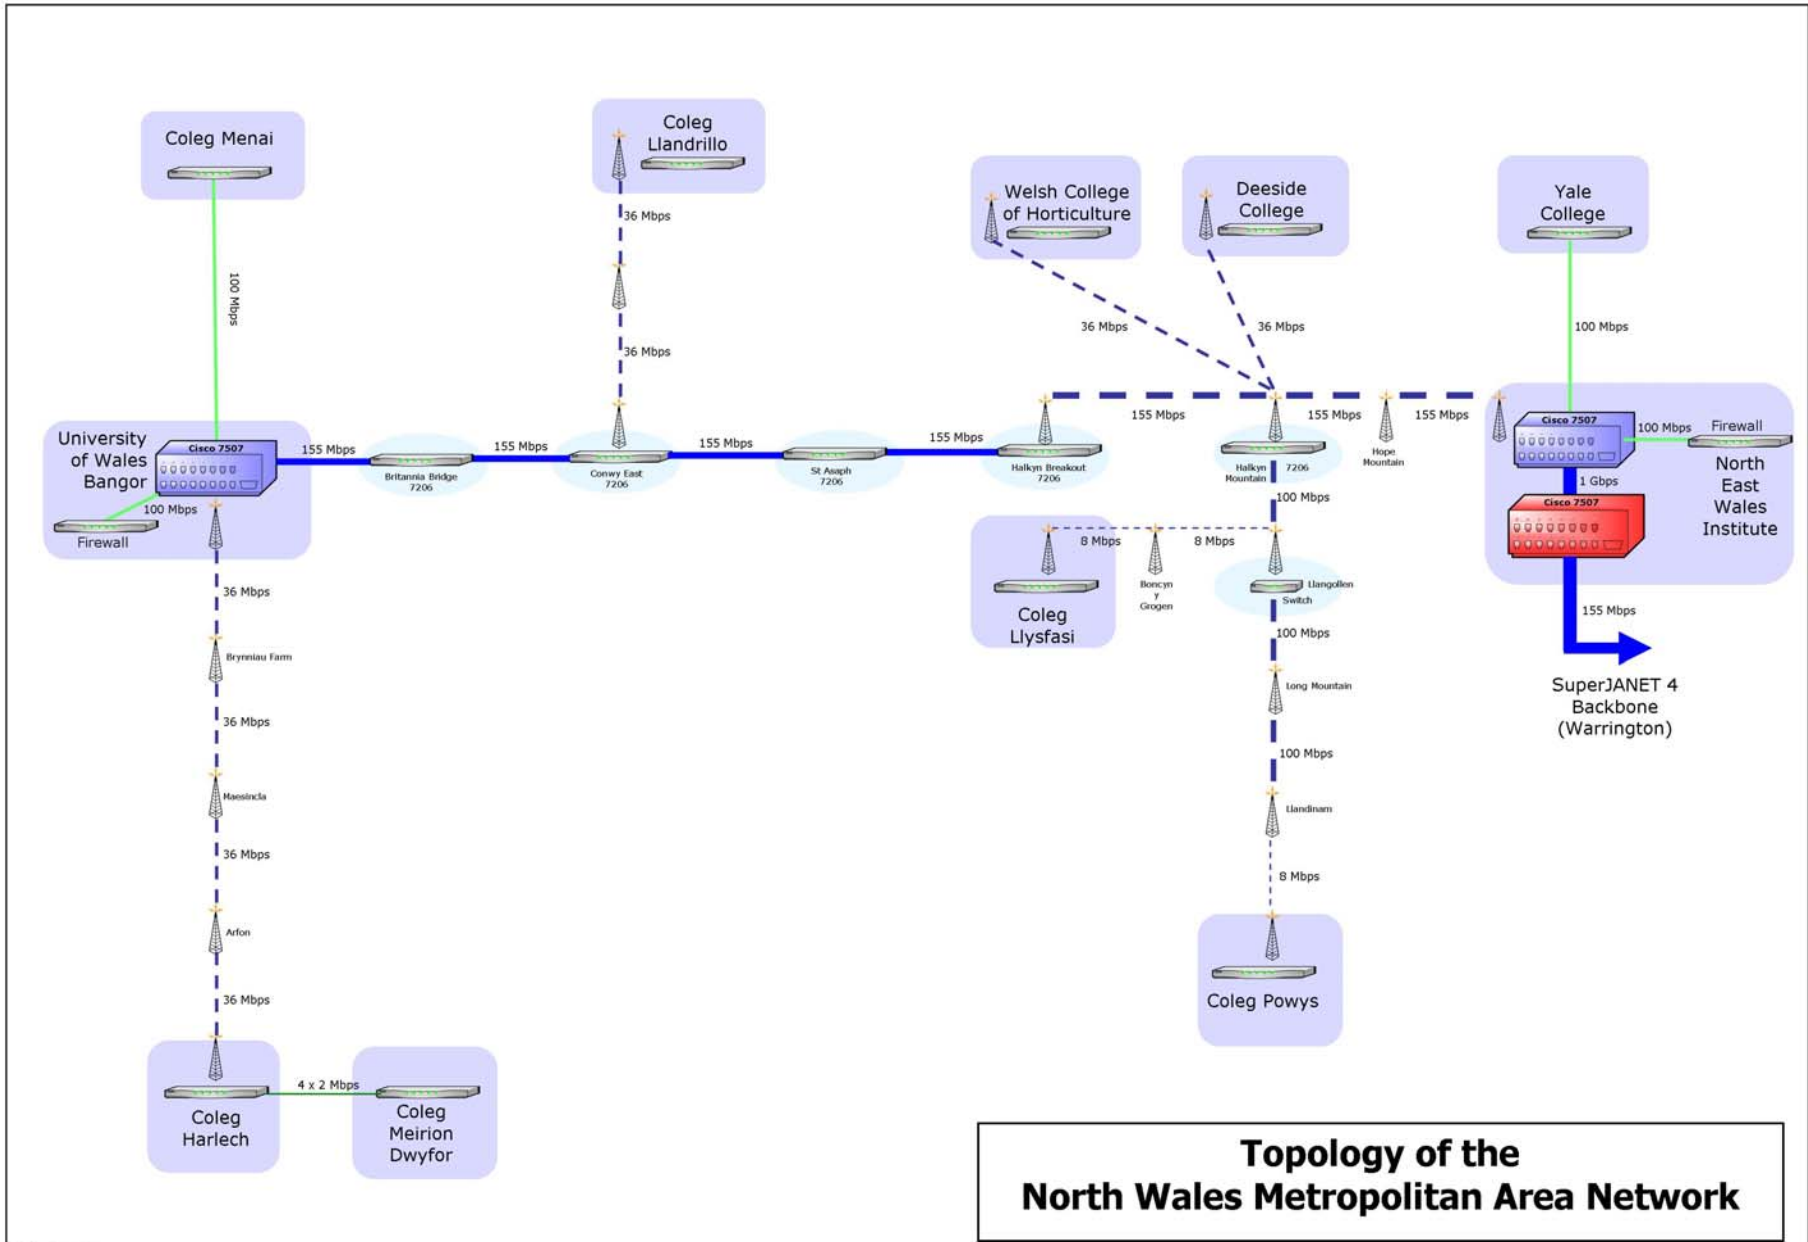 Coleg Menai
Coleg
Llandrillo
Welsh College
of Horticulture
Deeside
College
Yale
College
36 Mbps
100 Mbps
36 Mbps
36 Mbps
36 Mbps
100 Mbps
155 Mbps
155 Mbps
155 Mbps
University
of Wales
Bangor
Cisco 7507
155 Mbps
Britannia Bridge
7206
155 Mbps
Conwy East
7206
155 Mbps
St Asaph
7206
155 Mbps
Halkyn Breakout
7206
Halkyn
Mountain
7206
Hope
Mountain
Cisco 7507
100 Mbps
Firewall
North
East
Wales
Institute
1 Gbps
Cisco 7507
100 Mbps
Firewall
100 Mbps
8 Mbps
8 Mbps
Boncyn
y
Grogen
Llangollen
Switch
Coleg
Llysfasi
155 Mbps
SuperJANET 4
Backbone
(Warrington)
36 Mbps
Brynniau Farm
36 Mbps
Maesincla
36 Mbps
Arfon
36 Mbps
100 Mbps
Long Mountain
100 Mbps
Llandinam
8 Mbps
Coleg Powys
4 x 2 Mbps
Coleg
Harlech
Coleg
Meirion
Dwyfor
Topology of the
North Wales Metropolitan Area Network